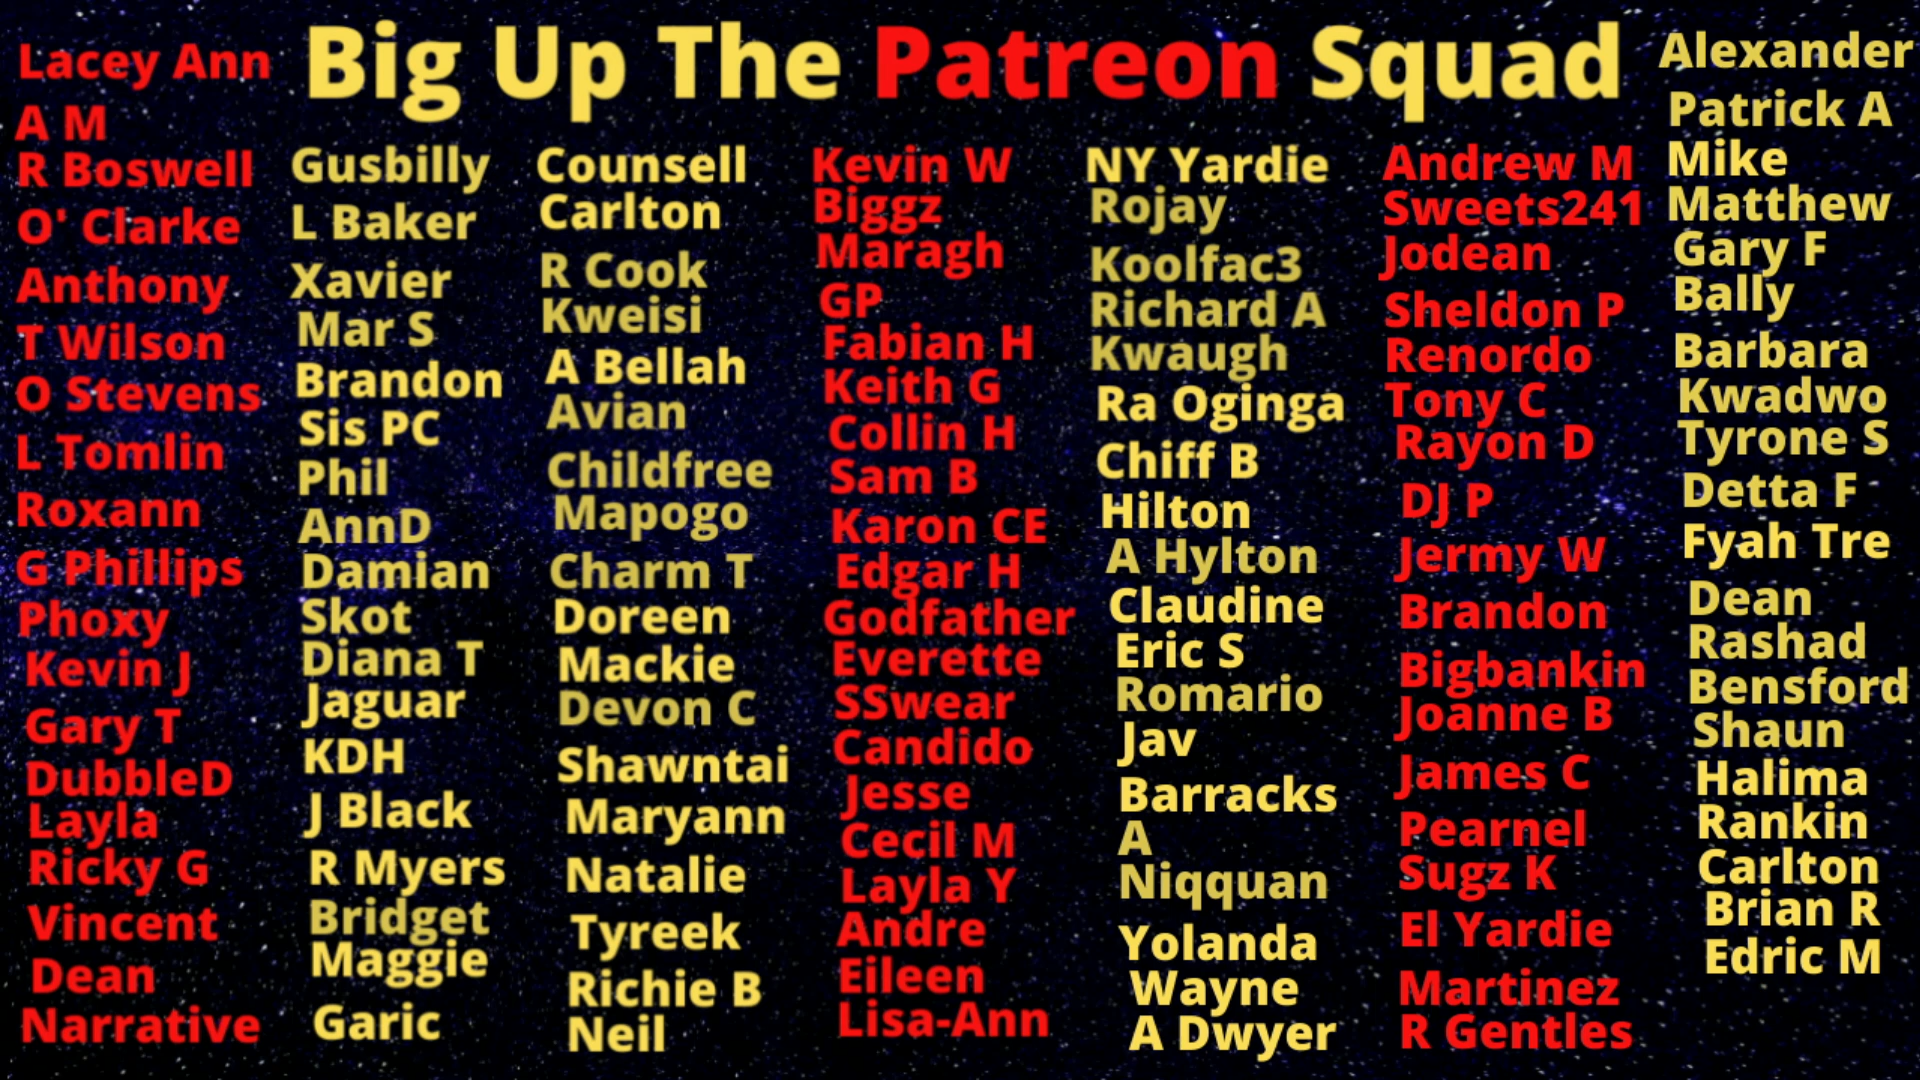 Big Up The Patreon Squad
Lacey Ann
A M
R Boswell
O' Clarke
Anthony
T Wilson
O Stevens
L Tomlin
Roxann
G Phillips
Phoxy
Kevin J
Gary T
DubbleD
Layla
Ricky G
Vincent
Dean
Narrative
Gusbilly
L Baker
Xavier
Mar S
Brandon
Sis PC
Phil
AnnD
Damian
Skot
Diana T
Jaguar
KDH
J Black
R Myers
Bridget
Maggie
Garic
Counsell
Carlton
R Cook
Kweisi
A Bellah
Avian
Childfree
Mapogo
Charm T
Doreen
Mackie
Devon C
Shawntai
Maryann
Natalie
Tyreek
Richie B
Neil
Kevin W
Biggz
Maragh
GP
Fabian H
Keith G
Collin H
Sam B
Karon CE
Edgar H
Godfather
Everette
SSwear
Candido
Jesse
Cecil M
Layla Y
Andre
Eileen
Lisa-Ann
NY Yardie
Rojay
Koolfac3
Richard A
Kwaugh
Ra Oginga
Chiff B
Hilton
A Hylton
Claudine
Eric S
Romario
Jav
Barracks
A
Niqquan
Yolanda
Wayne
A Dwyer
Andrew M
Sweets241
Jodean
Sheldon P
Renordo
Tony C
Rayon D
DJ P
Jermy W
Brandon
Bigbankin
Joanne B
James C
Pearnel
Sugz K
El Yardie
Martinez
R Gentles
Alexander
Patrick A
Mike
Matthew
Gary F
Bally
Barbara
Kwadwo
Tyrone S
Detta F
Fyah Tre
Dean
Rashad
Bensford
Shaun
Halima
Rankin
Carlton
Brian R
Edric M